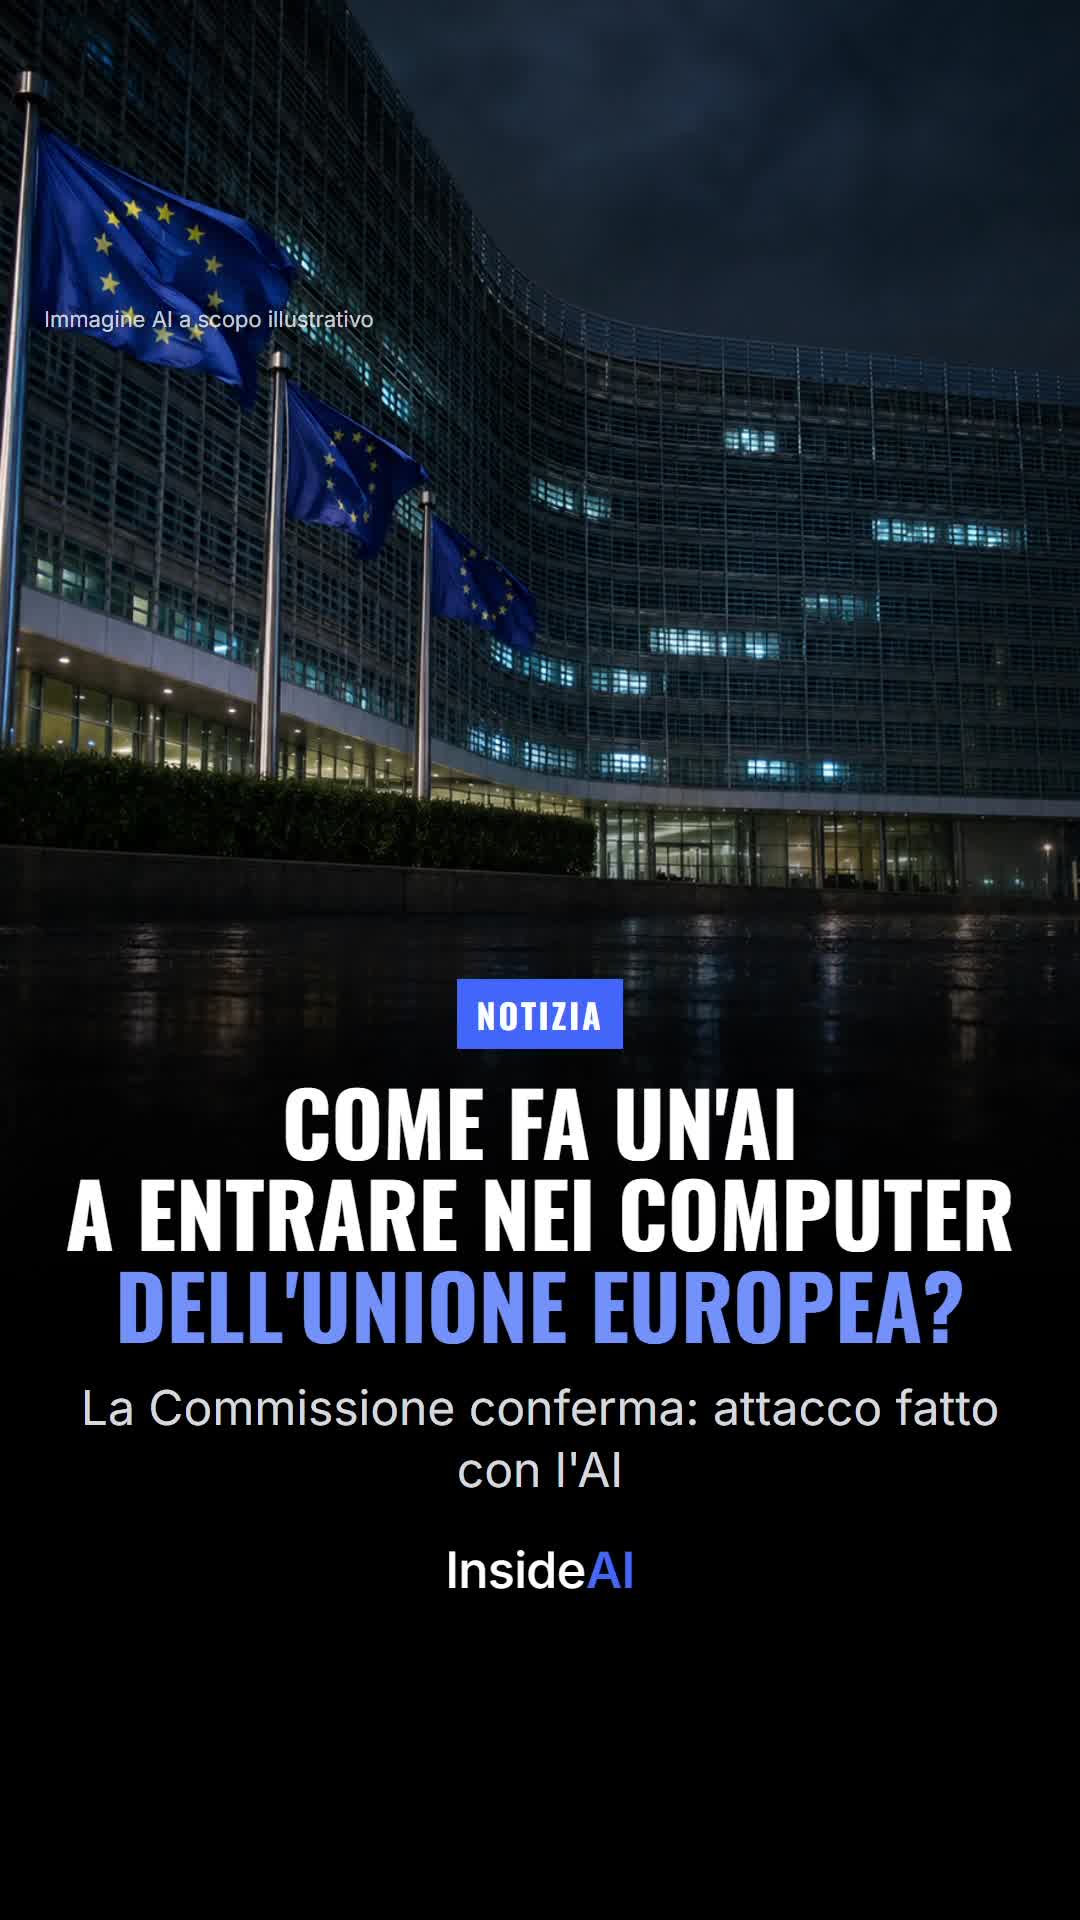 Immagine AI a scopo illustrativo
NOTIZIA
COME FA UN'AI
A ENTRARE NEI COMPUTER
DELL'UNIONE EUROPEA?
La Commissione conferma: attacco fatto
con l'AI
InsideAI